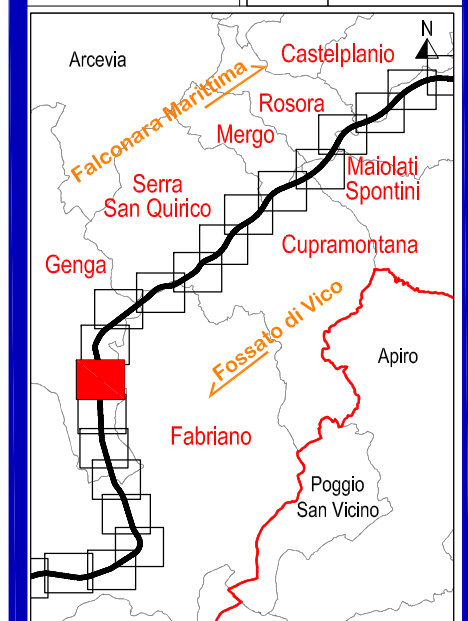 N
Castelplanio
Arcevia
Falconara Marittima
Rosora
Mergo
Maiolati
Spontini
Serra
San Quirico
Cupramontana
Genga
Fossato di Vico
Apiro
Fabriano
Poggio
San Vicino